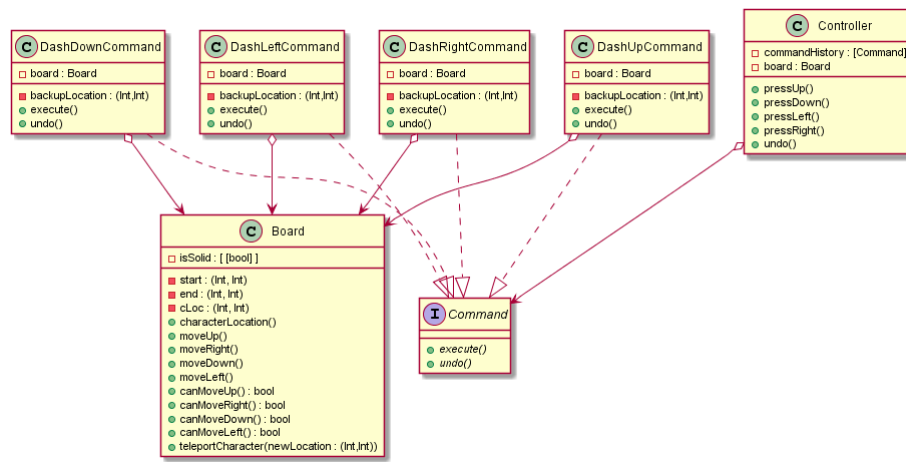 C DashDownCommand
board : Board
backupLocation : (Int,Int)
execute()
undo()
C DashLeftCommand
board : Board
backupLocation : (Int,Int)
execute()
undo()
C DashRightCommand
board : Board
backupLocation : (Int,Int)
execute()
undo()
C DashUpCommand
board : Board
backupLocation : (Int,Int)
execute()
undo()
C Controller
commandHistory : [Command]
board : Board
pressUp()
pressDown()
pressLeft()
pressRight()
undo()
C Board
isSolid : [ [bool] ]
start : (Int, Int)
end : (Int, Int)
cLoc : (Int, Int)
characterLocation()
moveUp()
moveRight()
moveDown()
moveLeft()
canMoveUp() : bool
canMoveRight() : bool
canMoveDown() : bool
canMoveLeft() : bool
teleportCharacter(newLocation : (Int,Int))
I Command
execute()
undo()